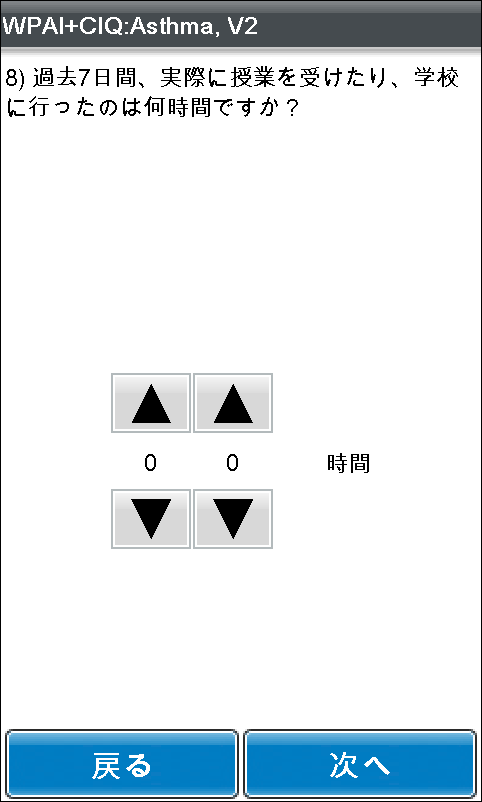 WPAI+CIQ:Asthma, V2
8) 過去7日間、実際に授業を受けたり、学校
に行ったのは何時間ですか？
0 0 時間
戻る 次へ